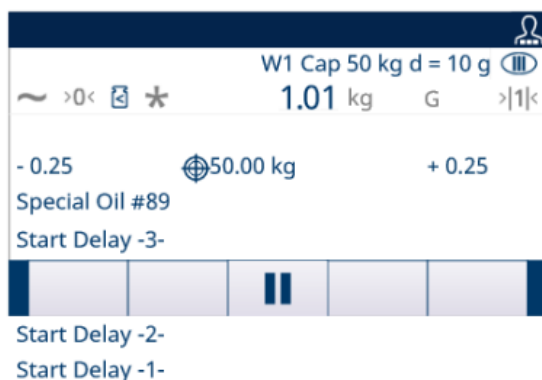 W1 Cap 50 kg d = 10 g III
~ >0< < * 1.01 kg G >|1|<
- 0.25 50.00 kg + 0.25
Special Oil #89
Start Delay -3-
Start Delay -2-
Start Delay -1-